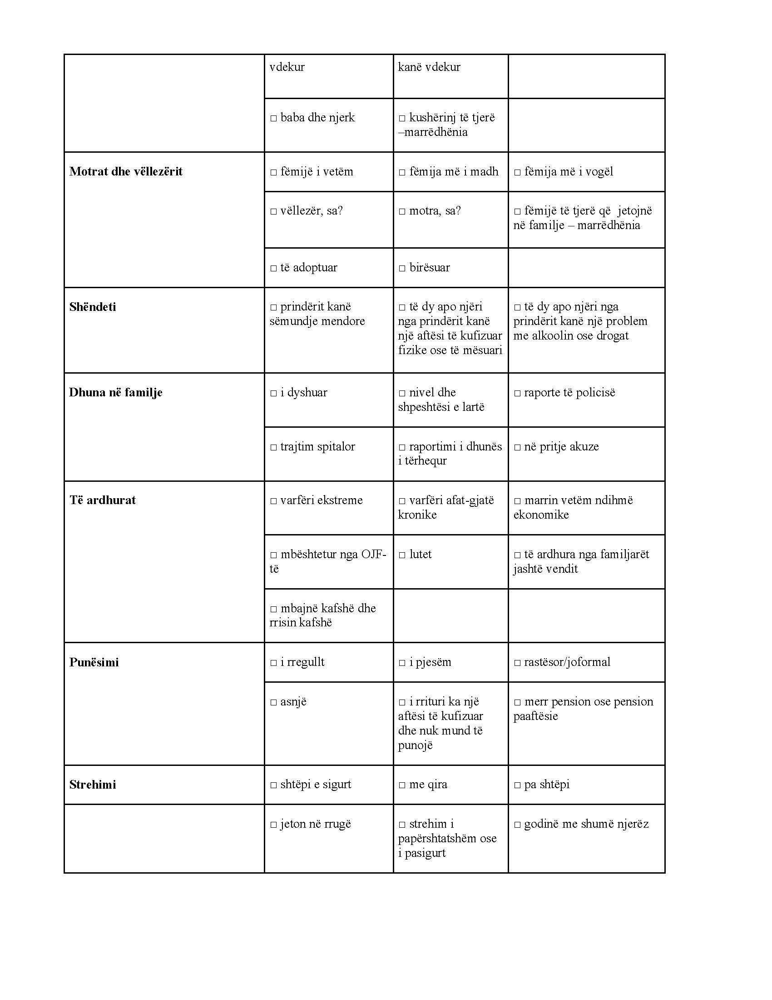 vdekur
kanë vdekur
□ baba dhe njerk
□ kushërinj të tjerë
–marrëdhënia
Motrat dhe vëllezërit
□ fëmijë i vetëm
□ fëmija më i madh
□ fëmija më i vogël
□ vëllezër, sa?
□ motra, sa?
□ fëmijë të tjerë që  jetojnë
në familje – marrëdhënia
□ të adoptuar
□ birësuar
Shëndeti
□ prindërit kanë
sëmundje mendore
□ të dy apo njëri
nga prindërit kanë
një aftësi të kufizuar
fizike ose të mësuari
□ të dy apo njëri nga
prindërit kanë një problem
me alkoolin ose drogat
Dhuna në familje
□ i dyshuar
□ nivel dhe
shpeshtësi e lartë
□ raporte të policisë
□ trajtim spitalor
□ raportimi i dhunës
i tërhequr
□ në pritje akuze
Të ardhurat
□ varfëri ekstreme
□ varfëri afat-gjatë
kronike
□ marrin vetëm ndihmë
ekonomike
□ mbështetur nga OJF-
të
□ lutet
□ të ardhura nga familjarët
jashtë vendit
□ mbajnë kafshë dhe
rrisin kafshë
Punësimi
□ i rregullt
□ i pjesëm
□ rastësor/joformal
□ asnjë
□ i rrituri ka një
aftësi të kufizuar
dhe nuk mund të
punojë
□ merr pension ose pension
paaftësie
Strehimi
□ shtëpi e sigurt
□ me qira
□ pa shtëpi
□ jeton në rrugë
□ strehim i
papërshtatshëm ose
i pasigurt
□ godinë me shumë njerëz